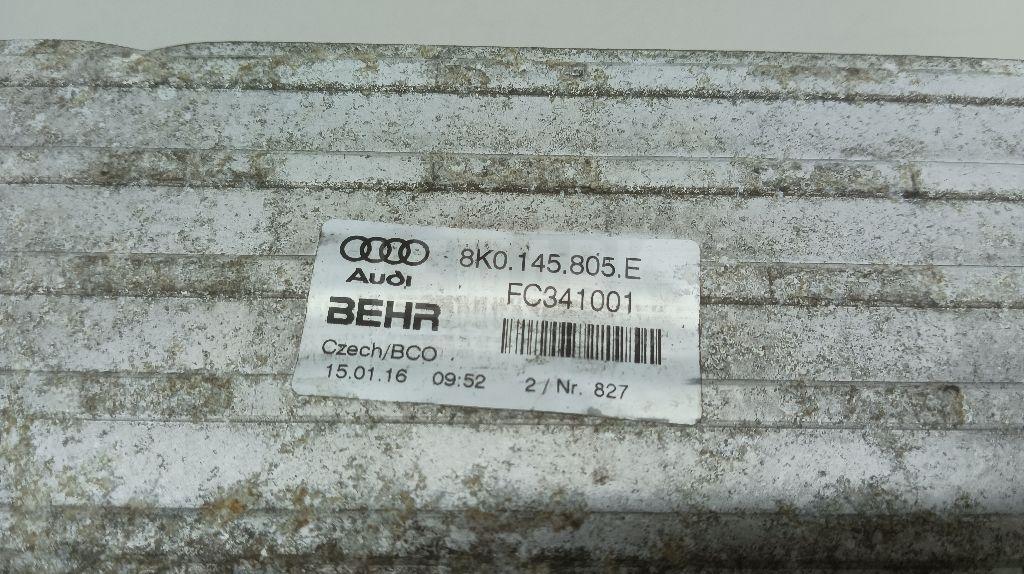 8K0.145.805.E
Audi
FC341001
BEHR
Czech/BCO
15.01.16 09:52 2 / Nr. 827